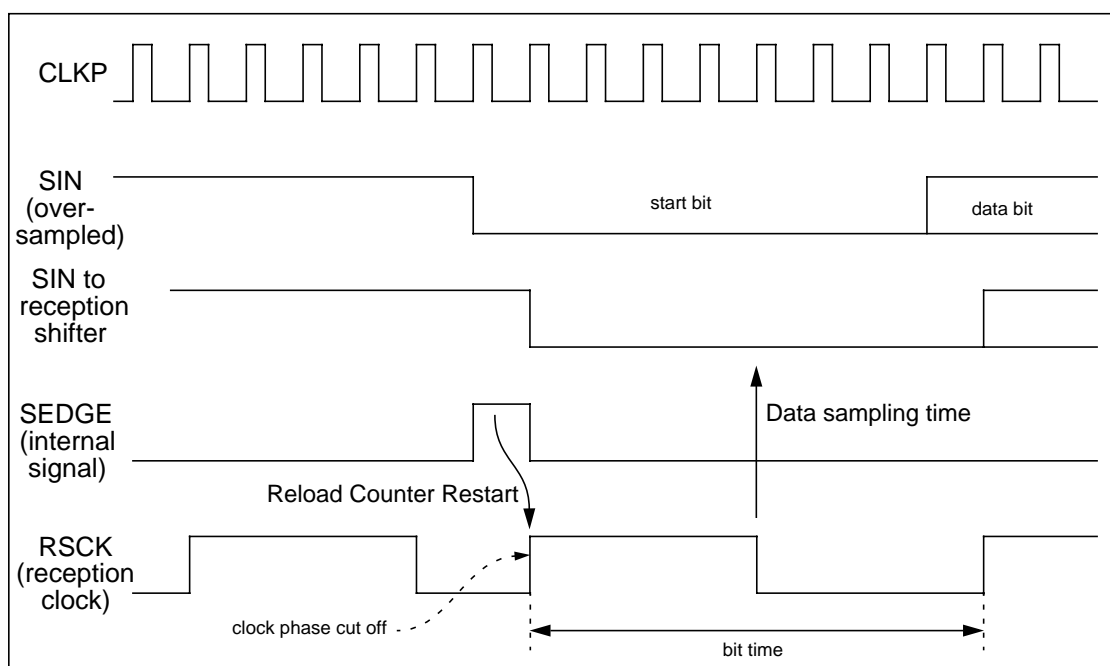 CLKP
SIN
(over-
sampled)
start bit
data bit
SIN to
reception
shifter
SEDGE
(internal
signal)
Data sampling time
Reload Counter Restart
RSCK
(reception
clock)
clock phase cut off
bit time